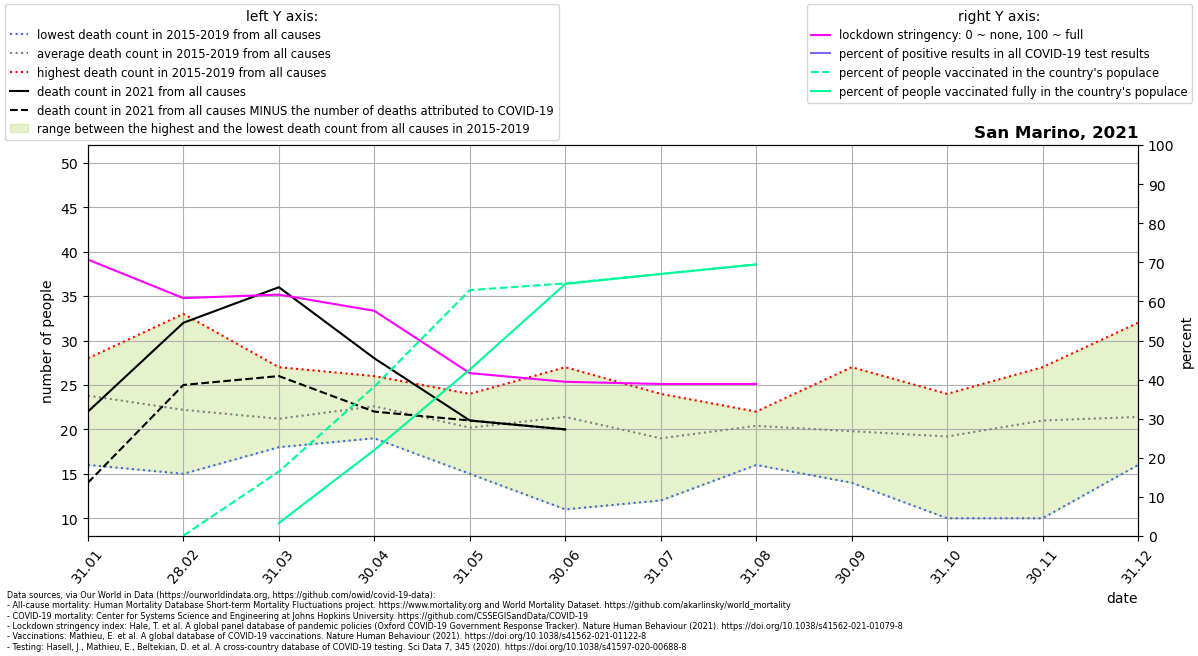 left Y axis:
lowest death count in 2015-2019 from all causes
average death count in 2015-2019 from all causes
highest death count in 2015-2019 from all causes
death count in 2021 from all causes
death count in 2021 from all causes MINUS the number of deaths attributed to COVID-19
range between the highest and the lowest death count from all causes in 2015-2019
right Y axis:
lockdown stringency: 0 ~ none, 100 ~ full
percent of positive results in all COVID-19 test results
percent of people vaccinated in the country's populace
percent of people vaccinated fully in the country's populace
San Marino, 2021
50
45
40
35
30
25
20
15
10
number of people
100
90
80
70
60
50
40
30
20
10
0
percent
31.01
28.02
31.03
30.04
31.05
30.06
31.07
31.08
30.09
31.10
30.11
31.12
date
Data sources, via Our World in Data (https://ourworldindata.org, https://github.com/owid/covid-19-data):
- All-cause mortality: Human Mortality Database Short-term Mortality Fluctuations project. https://www.mortality.org and World Mortality Dataset. https://github.com/akarlinsky/world_mortality
- COVID-19 mortality: Center for Systems Science and Engineering at Johns Hopkins University. https://github.com/CSSEGISandData/COVID-19
- Lockdown stringency index: Hale, T. et al. A global panel database of pandemic policies (Oxford COVID-19 Government Response Tracker). Nature Human Behaviour (2021). https://doi.org/10.1038/s41562-021-01079-8
- Vaccinations: Mathieu, E. et al. A global database of COVID-19 vaccinations. Nature Human Behaviour (2021). https://doi.org/10.1038/s41562-021-01122-8
- Testing: Hasell, J., Mathieu, E., Beltekian, D. et al. A cross-country database of COVID-19 testing. Sci Data 7, 345 (2020). https://doi.org/10.1038/s41597-020-00688-8